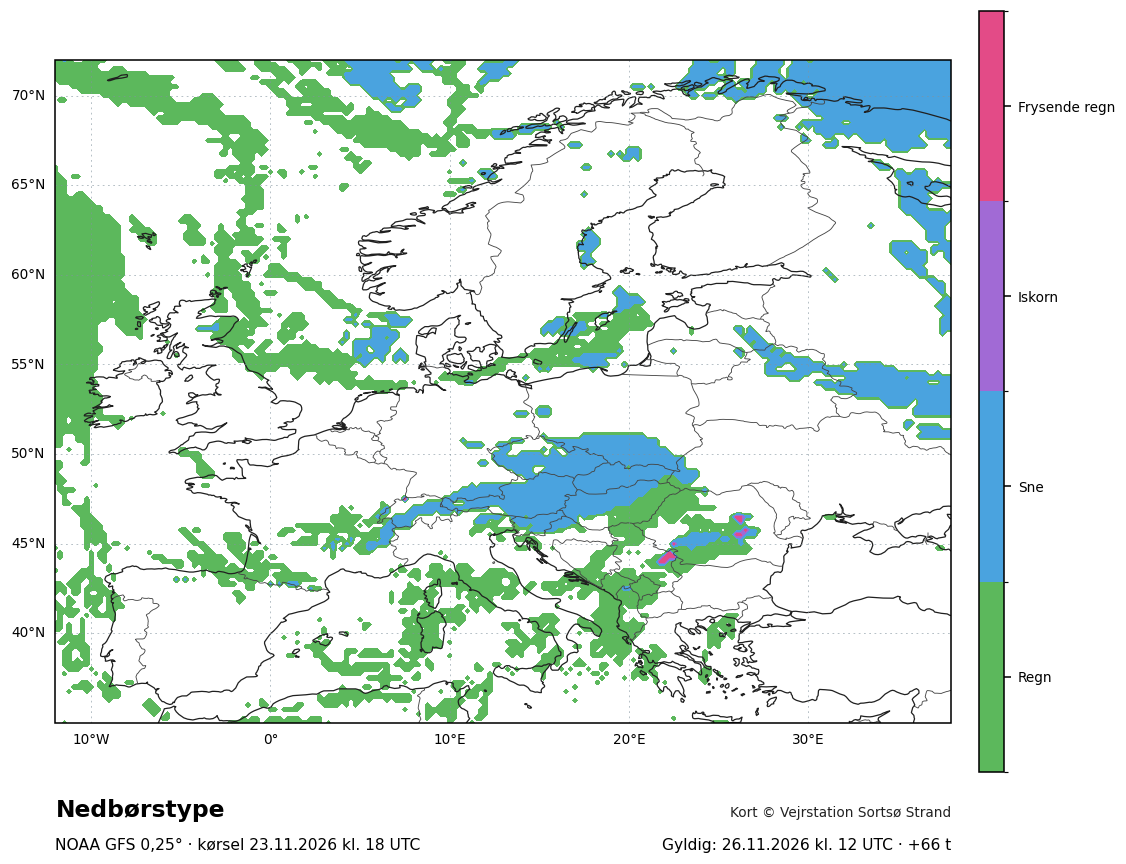 Frysende regn
Iskorn
Sne
Regn
70°N
65°N
60°N
55°N
50°N
45°N
40°N
10°W
0°
10°E
20°E
30°E
Nedbørstype
Kort © Vejrstation Sortsø Strand
NOAA GFS 0,25° · kørsel 23.11.2026 kl. 18 UTC
Gyldig: 26.11.2026 kl. 12 UTC · +66 t